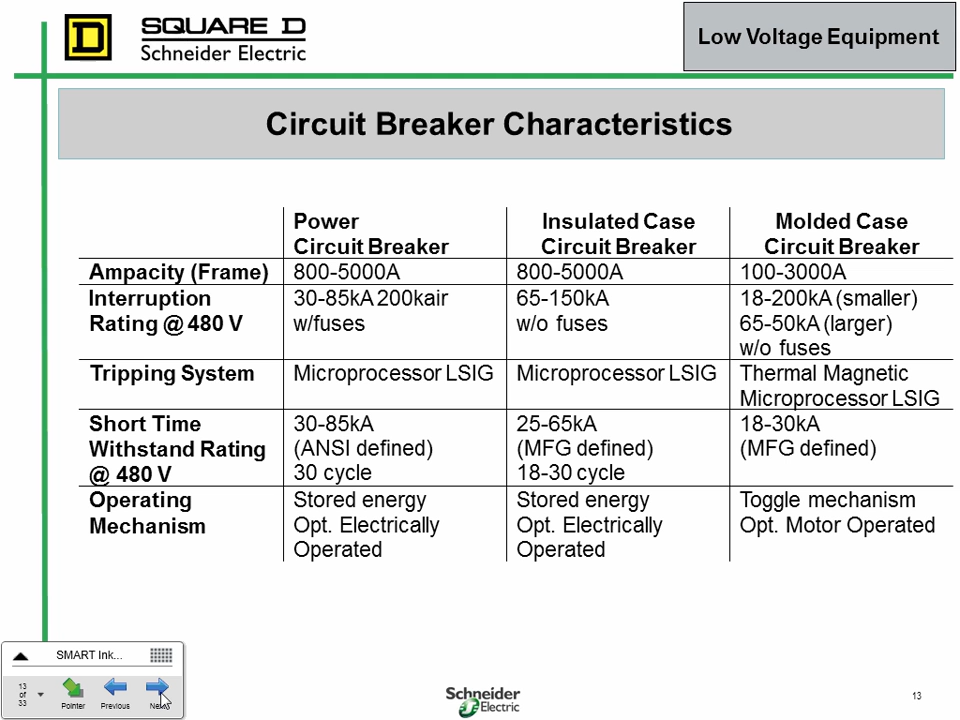 SQUARE D
Schneider Electric
Low Voltage Equipment
Circuit Breaker Characteristics
Power
Circuit Breaker
Insulated Case
Circuit Breaker
Molded Case
Circuit Breaker
Ampacity (Frame)
800-5000A
800-5000A
100-3000A
Interruption
Rating @ 480 V
30-85kA 200kair
w/fuses
65-150kA
w/o fuses
18-200kA (smaller)
65-50kA (larger)
w/o fuses
Tripping System
Microprocessor LSIG
Microprocessor LSIG
Thermal Magnetic
Microprocessor LSIG
Short Time
Withstand Rating
@ 480 V
30-85kA
(ANSI defined)
30 cycle
25-65kA
(MFG defined)
18-30 cycle
18-30kA
(MFG defined)
Operating
Mechanism
Stored energy
Opt. Electrically
Operated
Stored energy
Opt. Electrically
Operated
Toggle mechanism
Opt. Motor Operated
SMART Ink...
13
of
33
Pointer
Previous
Schneider
Electric
13